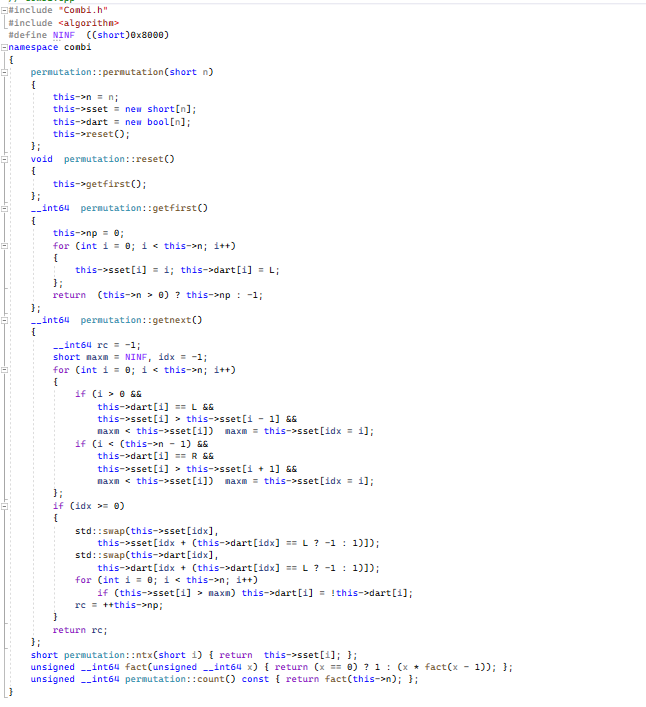 #include "Combi.h"
#include <algorithm>
#define NINF  ((short)0x8000)
namespace combi
{
    permutation::permutation(short n)
    {
        this->n = n;
        this->sset = new short[n];
        this->dart = new bool[n];
        this->reset();
    };
    void  permutation::reset()
    {
        this->getfirst();
    };
    __int64  permutation::getfirst()
    {
        this->np = 0;
        for (int i = 0; i < this->n; i++)
        {
            this->sset[i] = i; this->dart[i] = L;
        };
        return  (this->n > 0) ? this->np : -1;
    };
    __int64  permutation::getnext()
    {
        __int64 rc = -1;
        short maxm = NINF, idx = -1;
        for (int i = 0; i < this->n; i++)
        {
            if (i > 0 &&
                this->dart[i] == L &&
                this->sset[i] > this->sset[i - 1] &&
                maxm < this->sset[i])  maxm = this->sset[idx = i];
            if (i < (this->n - 1) &&
                this->dart[i] == R &&
                this->sset[i] > this->sset[i + 1] &&
                maxm < this->sset[i])  maxm = this->sset[idx = i];
        };
        if (idx >= 0)
        {
            std::swap(this->sset[idx],
                this->sset[idx + (this->dart[idx] == L ? -1 : 1)]);
            std::swap(this->dart[idx],
                this->dart[idx + (this->dart[idx] == L ? -1 : 1)]);
            for (int i = 0; i < this->n; i++)
                if (this->sset[i] > maxm) this->dart[i] = !this->dart[i];
            rc = ++this->np;
        }
        return rc;
    };
    short permutation::ntx(short i) { return  this->sset[i]; };
    unsigned __int64 fact(unsigned __int64 x) { return (x == 0) ? 1 : (x * fact(x - 1)); };
    unsigned __int64 permutation::count() const { return fact(this->n); };
}